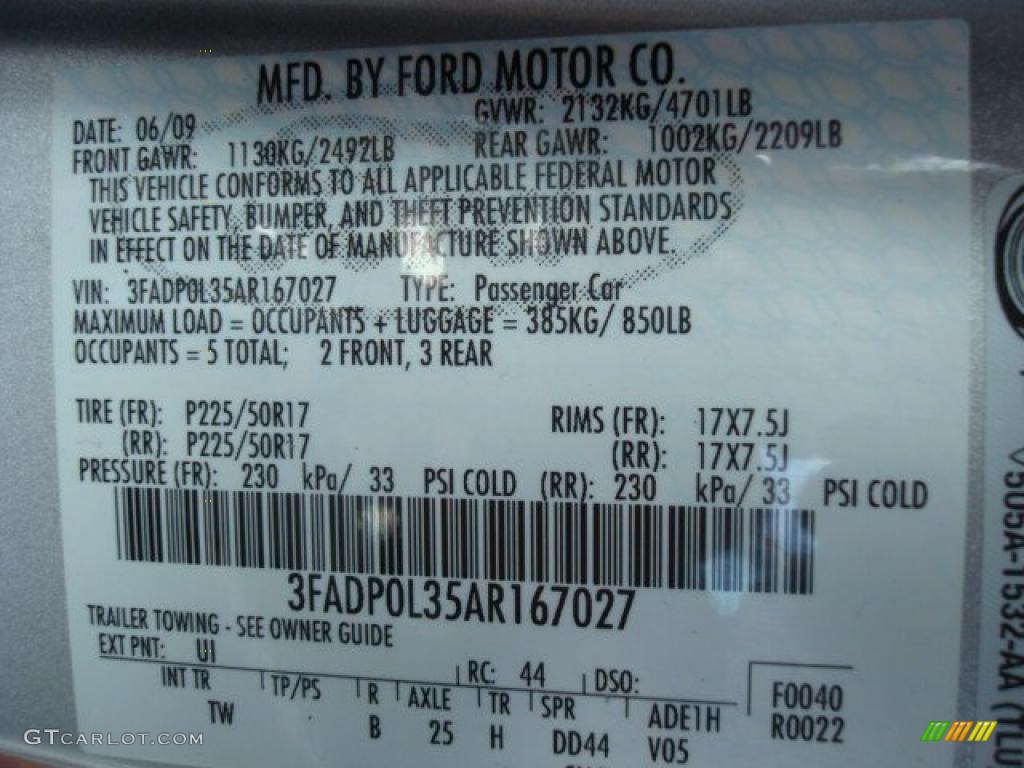 MFD. BY FORD MOTOR CO.
DATE: 06/09 GVWR: 2132KG/4701LB
FRONT GAWR: 1130KG/2492LB REAR GAWR: 1002KG/2209LB
THIS VEHICLE CONFORMS TO ALL APPLICABLE FEDERAL MOTOR
VEHICLE SAFETY, BUMPER, AND THEFT PREVENTION STANDARDS
IN EFFECT ON THE DATE OF MANUFACTURE SHOWN ABOVE.
VIN: 3FADP0L35AR167027 TYPE: Passenger Car
MAXIMUM LOAD = OCCUPANTS + LUGGAGE = 385KG/ 850LB
OCCUPANTS = 5 TOTAL; 2 FRONT, 3 REAR
TIRE (FR): P225/50R17 RIMS (FR): 17X7.5J
(RR): P225/50R17 (RR): 17X7.5J
PRESSURE (FR): 230 kPa/ 33 PSI COLD (RR): 230 kPa/ 33 PSI COLD
3FADP0L35AR167027
TRAILER TOWING - SEE OWNER GUIDE
EXT PNT: UI RC: 44 DSO:
INT TR TP/PS R AXLE TR SPR ADE1H F0040
TW B 25 H DD44 V05 R0022
V505A-1532-AA (TLU
GTCARLOT.COM